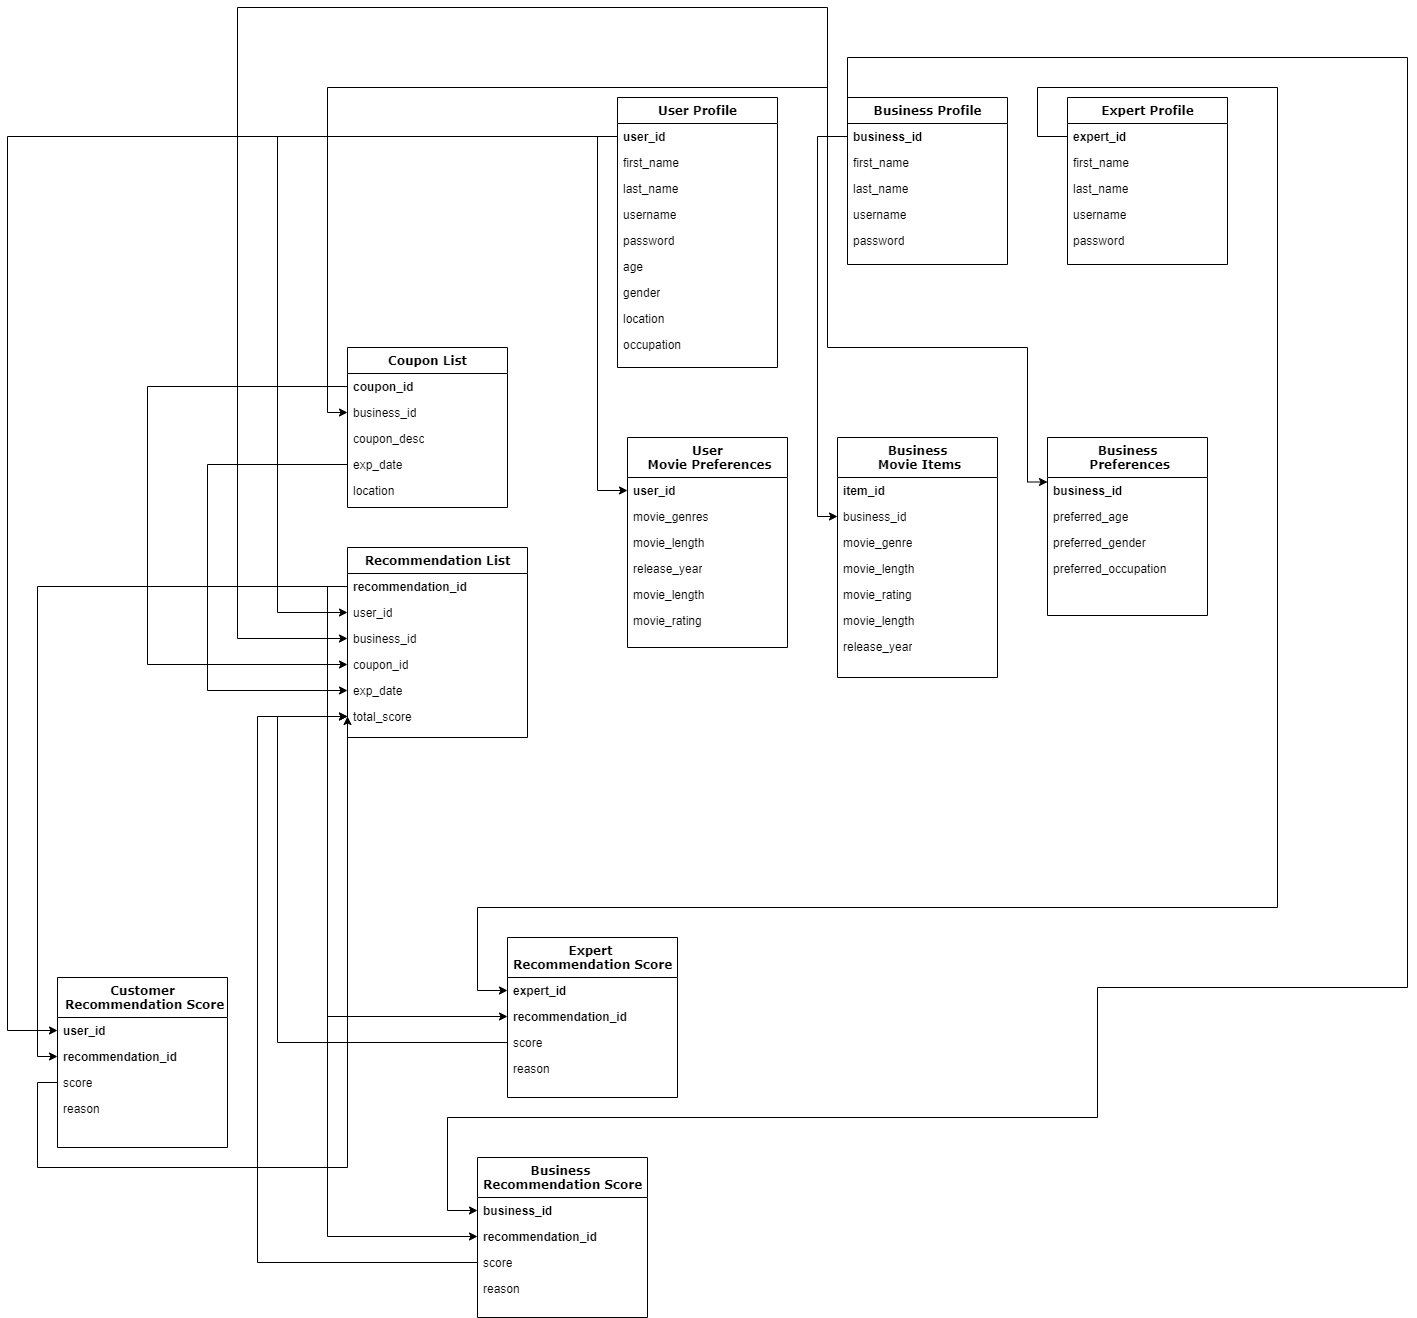 User Profile
user_id
first_name
last_name
username
password
age
gender
location
occupation
Business Profile
business_id
first_name
last_name
username
password
Expert Profile
expert_id
first_name
last_name
username
password
Coupon List
coupon_id
business_id
coupon_desc
exp_date
location
User
Movie Preferences
user_id
movie_genres
movie_length
release_year
movie_length
movie_rating
Business
Movie Items
item_id
business_id
movie_genre
movie_length
movie_rating
movie_length
release_year
Business
Preferences
business_id
preferred_age
preferred_gender
preferred_occupation
Recommendation List
recommendation_id
user_id
business_id
coupon_id
exp_date
total_score
Expert
Recommendation Score
expert_id
recommendation_id
score
reason
Customer
Recommendation Score
user_id
recommendation_id
score
reason
Business
Recommendation Score
business_id
recommendation_id
score
reason